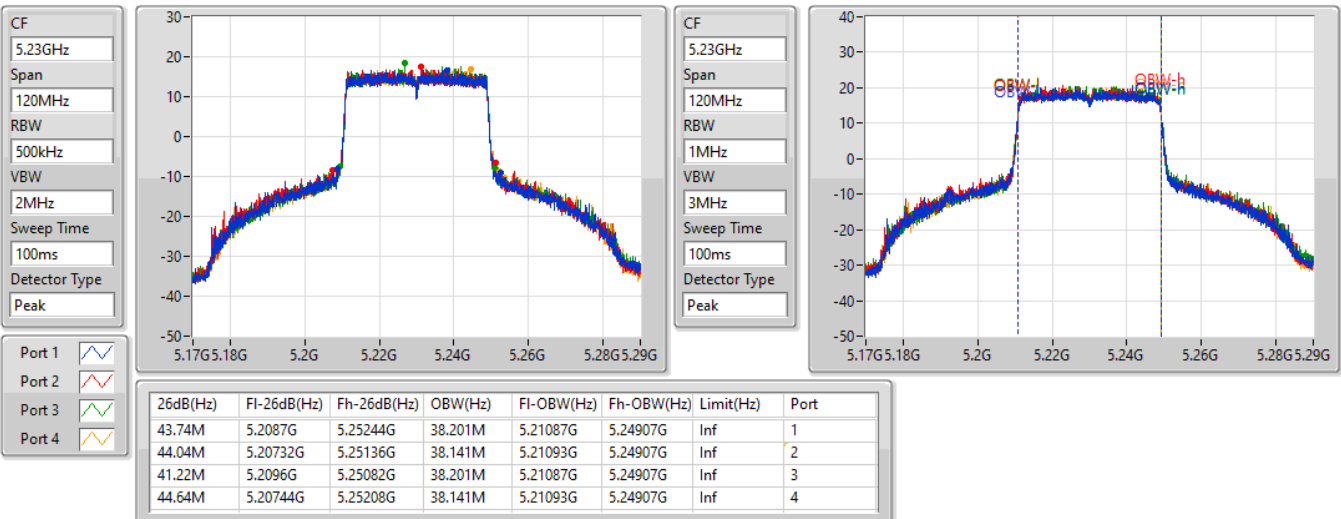 CF
5.23GHz
Span
120MHz
RBW
500kHz
VBW
2MHz
Sweep Time
100ms
Detector Type
Peak
30
20
10
0
-10
-20
-30
-40
-50
5.17G 5.18G 5.2G 5.22G 5.24G 5.26G 5.28G 5.29G
CF
5.23GHz
Span
120MHz
RBW
1MHz
VBW
3MHz
Sweep Time
100ms
Detector Type
Peak
40
30
20
10
0
-10
-20
-30
-40
-50
OBW-h
OBW-h
5.17G 5.18G 5.2G 5.22G 5.24G 5.26G 5.28G 5.29G
Port 1
Port 2
Port 3
Port 4
26dB(Hz) Fl-26dB(Hz) Fh-26dB(Hz) OBW(Hz) Fl-OBW(Hz) Fh-OBW(Hz) Limit(Hz) Port
43.74M 5.2087G 5.25244G 38.201M 5.21087G 5.24907G Inf 1
44.04M 5.20732G 5.25136G 38.141M 5.21093G 5.24907G Inf 2
41.22M 5.2096G 5.25082G 38.201M 5.21087G 5.24907G Inf 3
44.64M 5.20744G 5.25208G 38.141M 5.21093G 5.24907G Inf 4